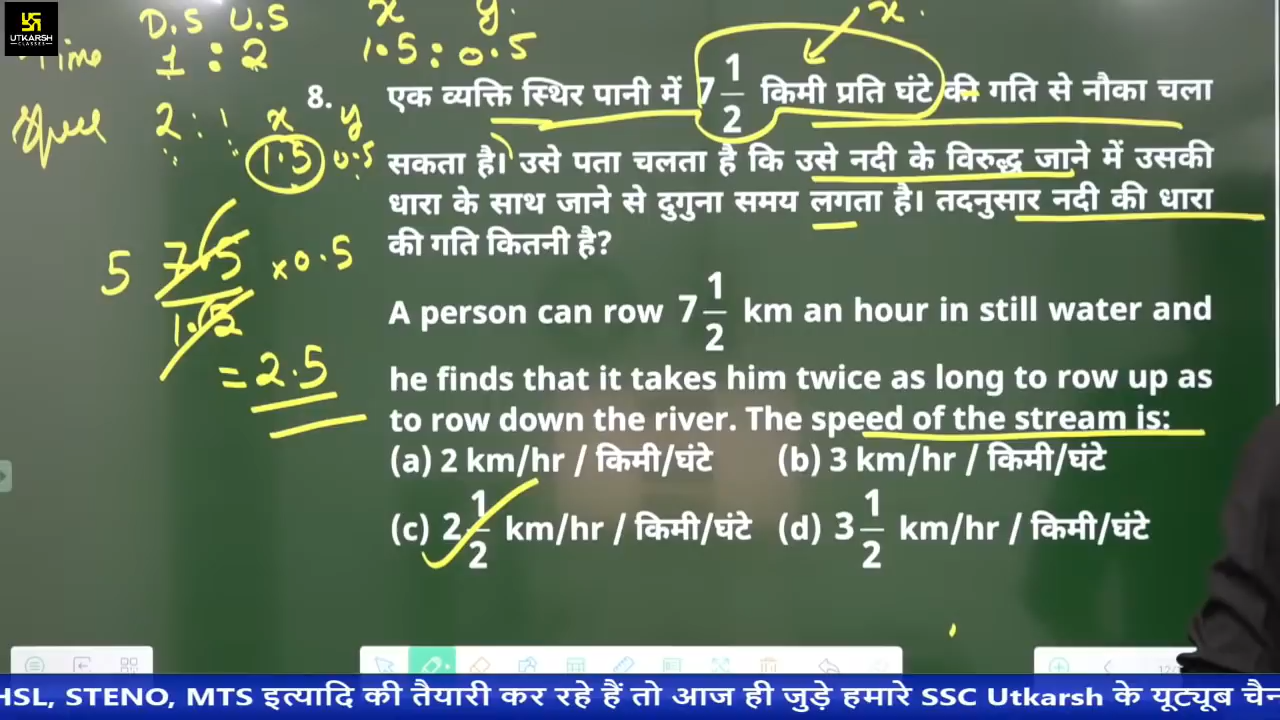 UTKARSH
CLASSES
D.S U.S x y.
Time 1 : 2 1.5 : 0.5
x.
2 : 1 x y
1.5 0.5
8. एक व्यक्ति स्थिर पानी में 7 1/2 किमी प्रति घंटे की गति से नौका चला
सकता है। उसे पता चलता है कि उसे नदी के विरुद्ध जाने में उसकी
धारा के साथ जाने से दुगुना समय लगता है। तदनुसार नदी की धारा
की गति कितनी है?
5 7.5/1.5 × 0.5
= 2.5
A person can row 7 1/2 km an hour in still water and
he finds that it takes him twice as long to row up as
to row down the river. The speed of the stream is:
(a) 2 km/hr / किमी/घंटे (b) 3 km/hr / किमी/घंटे
(c) 2 1/2 km/hr / किमी/घंटे (d) 3 1/2 km/hr / किमी/घंटे
HSL, STENO, MTS इत्यादि की तैयारी कर रहे हैं तो आज ही जुड़े हमारे SSC Utkarsh के यूट्यूब चैन